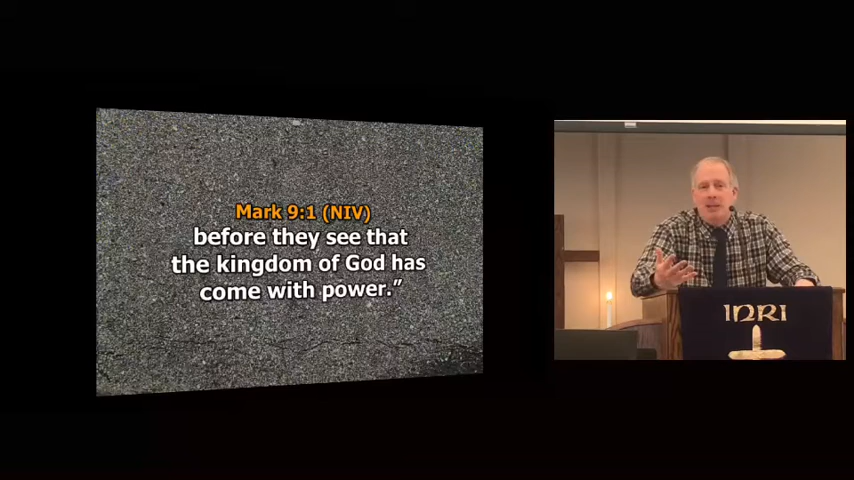 Mark 9:1 (NIV)
before they see that
the kingdom of God has
come with power.”
INRI